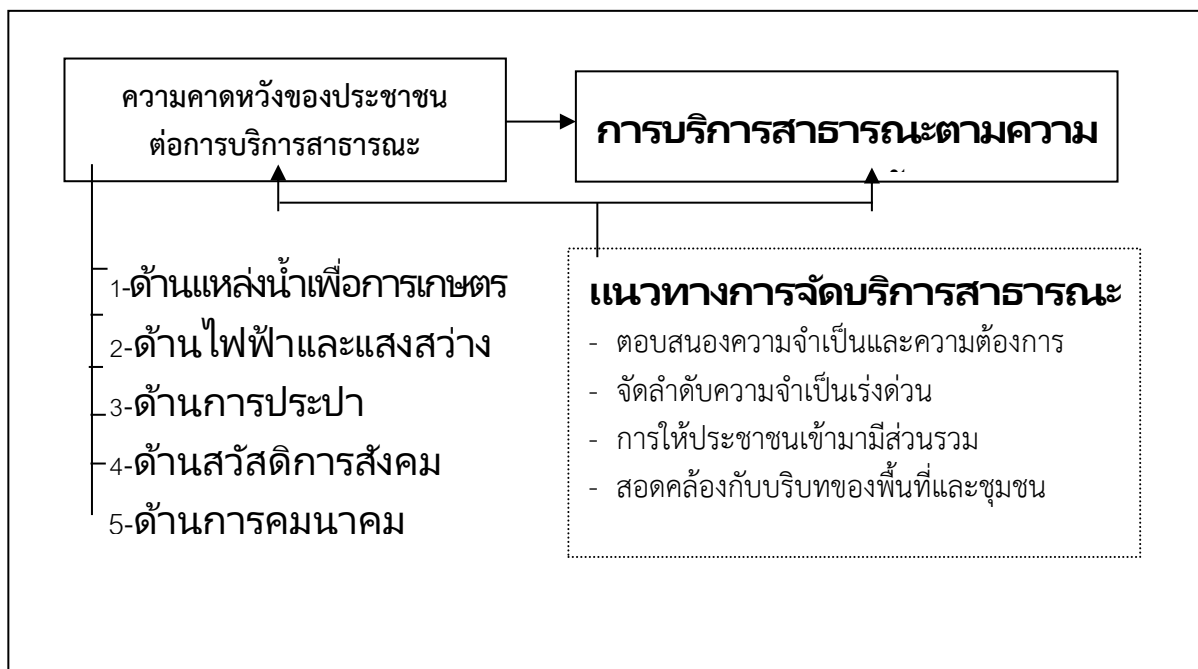 ความคาดหวังของประชาชน
ต่อการบริการสาธารณะ
การบริการสาธารณะตามความ
1-ด้านแหล่งน้ำเพื่อการเกษตร
2-ด้านไฟฟ้าและแสงสว่าง
3-ด้านการประปา
4-ด้านสวัสดิการสังคม
5-ด้านการคมนาคม
แนวทางการจัดบริการสาธารณะ
- ตอบสนองความจำเป็นและความต้องการ
- จัดลำดับความจำเป็นเร่งด่วน
- การให้ประชาชนเข้ามามีส่วนรวม
- สอดคล้องกับบริบทของพื้นที่และชุมชน